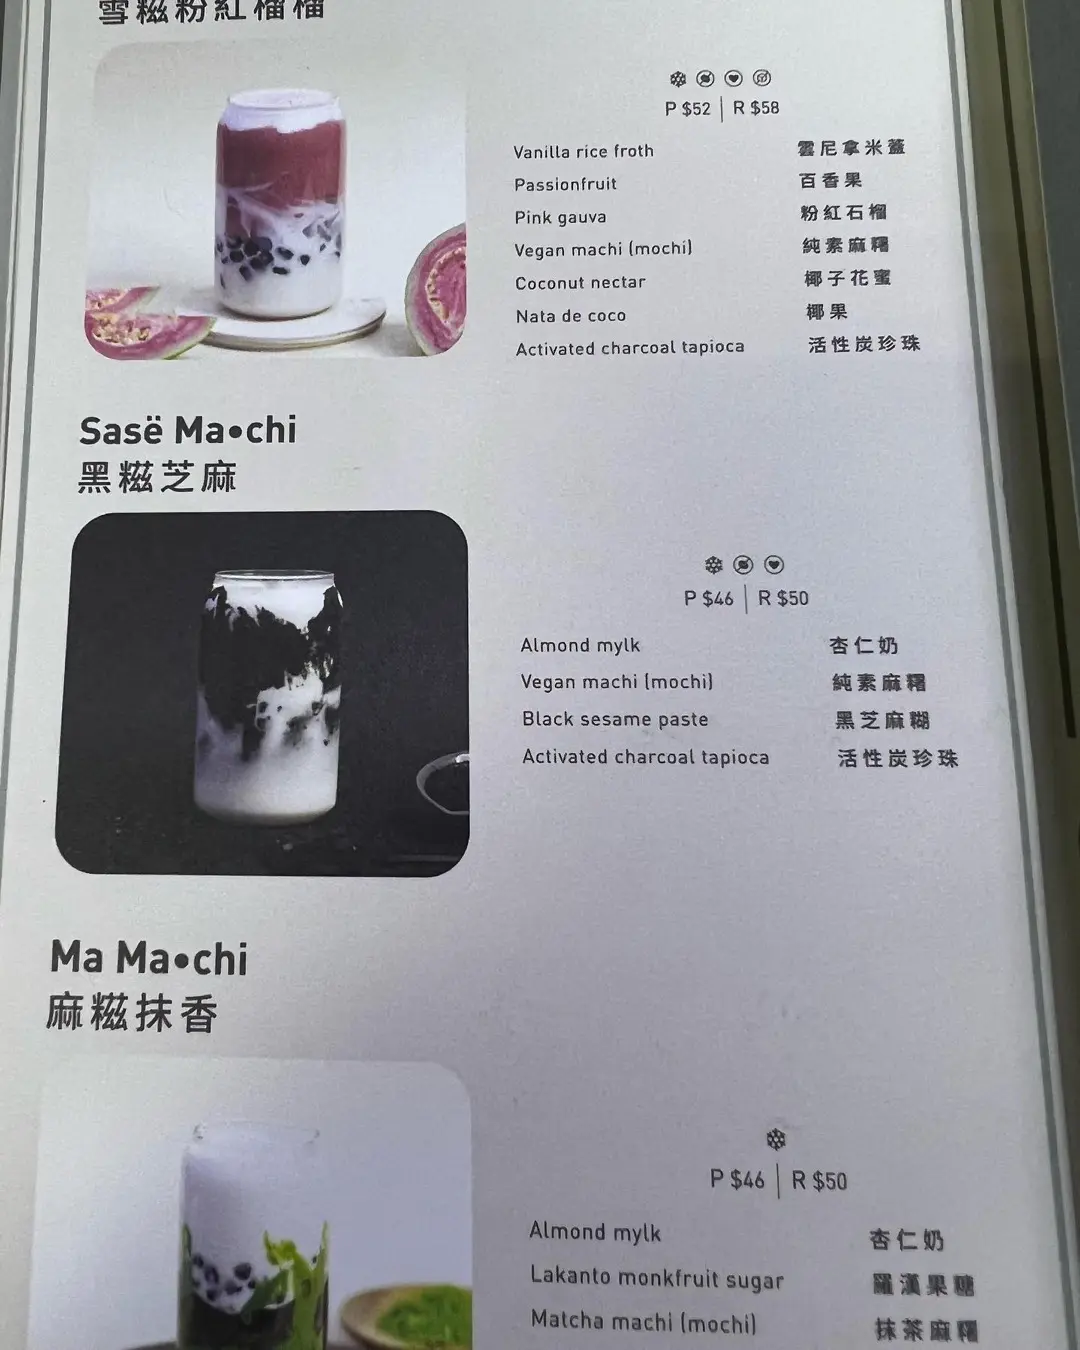 雪糍粉紅榴榴
P $52 | R $58
Vanilla rice froth 雲尼拿米蓋
Passionfruit 百香果
Pink gauva 粉紅石榴
Vegan machi (mochi) 純素麻糬
Coconut nectar 椰子花蜜
Nata de coco 椰果
Activated charcoal tapioca 活性炭珍珠
Sasë Ma•chi
黑糍芝麻
P $46 | R $50
Almond mylk 杏仁奶
Vegan machi (mochi) 純素麻糬
Black sesame paste 黑芝麻糊
Activated charcoal tapioca 活性炭珍珠
Ma Ma•chi
麻糍抹香
P $46 | R $50
Almond mylk 杏仁奶
Lakanto monkfruit sugar 羅漢果糖
Matcha machi (mochi) 抹茶麻糬